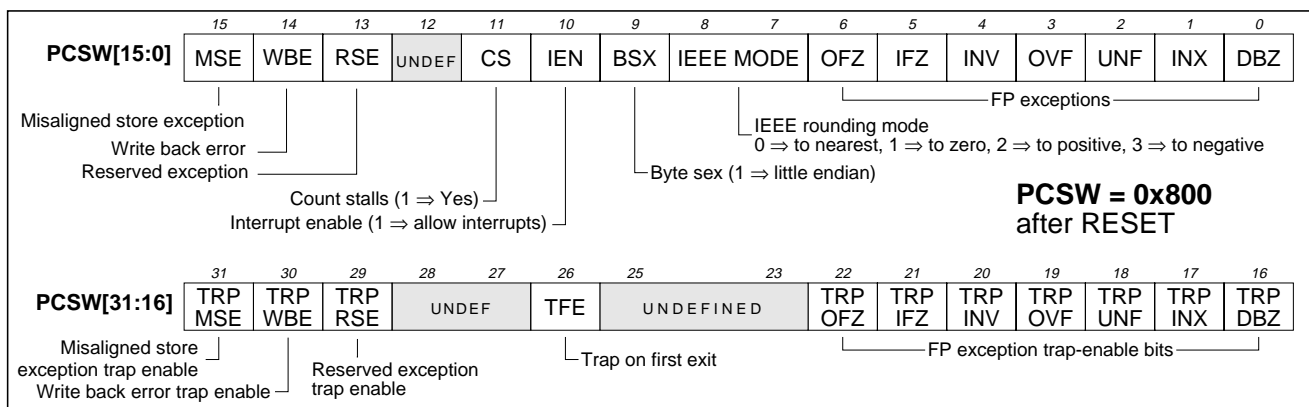 15 14 13 12 11 10 9 8 7 6 5 4 3 2 1 0
PCSW[15:0] MSE WBE RSE UNDEF CS IEN BSX IEEE MODE OFZ IFZ INV OVF UNF INX DBZ
Misaligned store exception
Write back error
Reserved exception
Count stalls (1 ⇒ Yes)
Interrupt enable (1 ⇒ allow interrupts)
FP exceptions
IEEE rounding mode
0 ⇒ to nearest, 1 ⇒ to zero, 2 ⇒ to positive, 3 ⇒ to negative
Byte sex (1 ⇒ little endian)
PCSW = 0x800
after RESET
31 30 29 28 27 26 25 23 22 21 20 19 18 17 16
PCSW[31:16] TRP MSE TRP WBE TRP RSE UNDEF TFE UNDEFINED TRP OFZ TRP IFZ TRP INV TRP OVF TRP UNF TRP INX TRP DBZ
Misaligned store
exception trap enable
Write back error trap enable
Reserved exception
trap enable
Trap on first exit
FP exception trap-enable bits